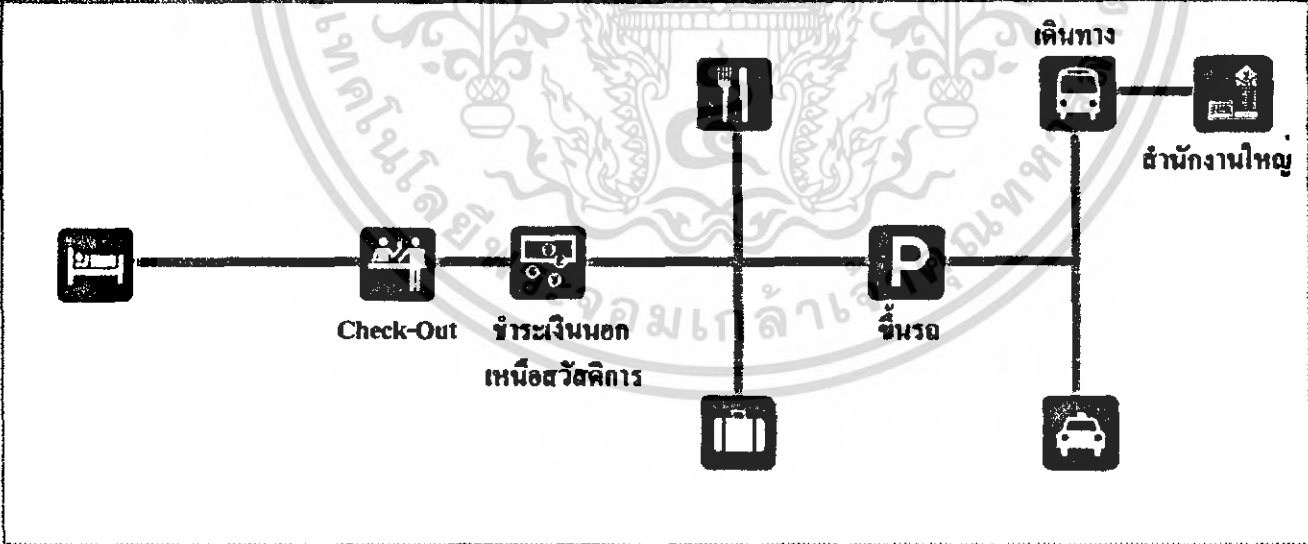 เดินทาง
สำนักงานใหญ่
P
Check-Out
ชำระเงินนอก
เหนือสวัสดิการ
ขึ้นรถ